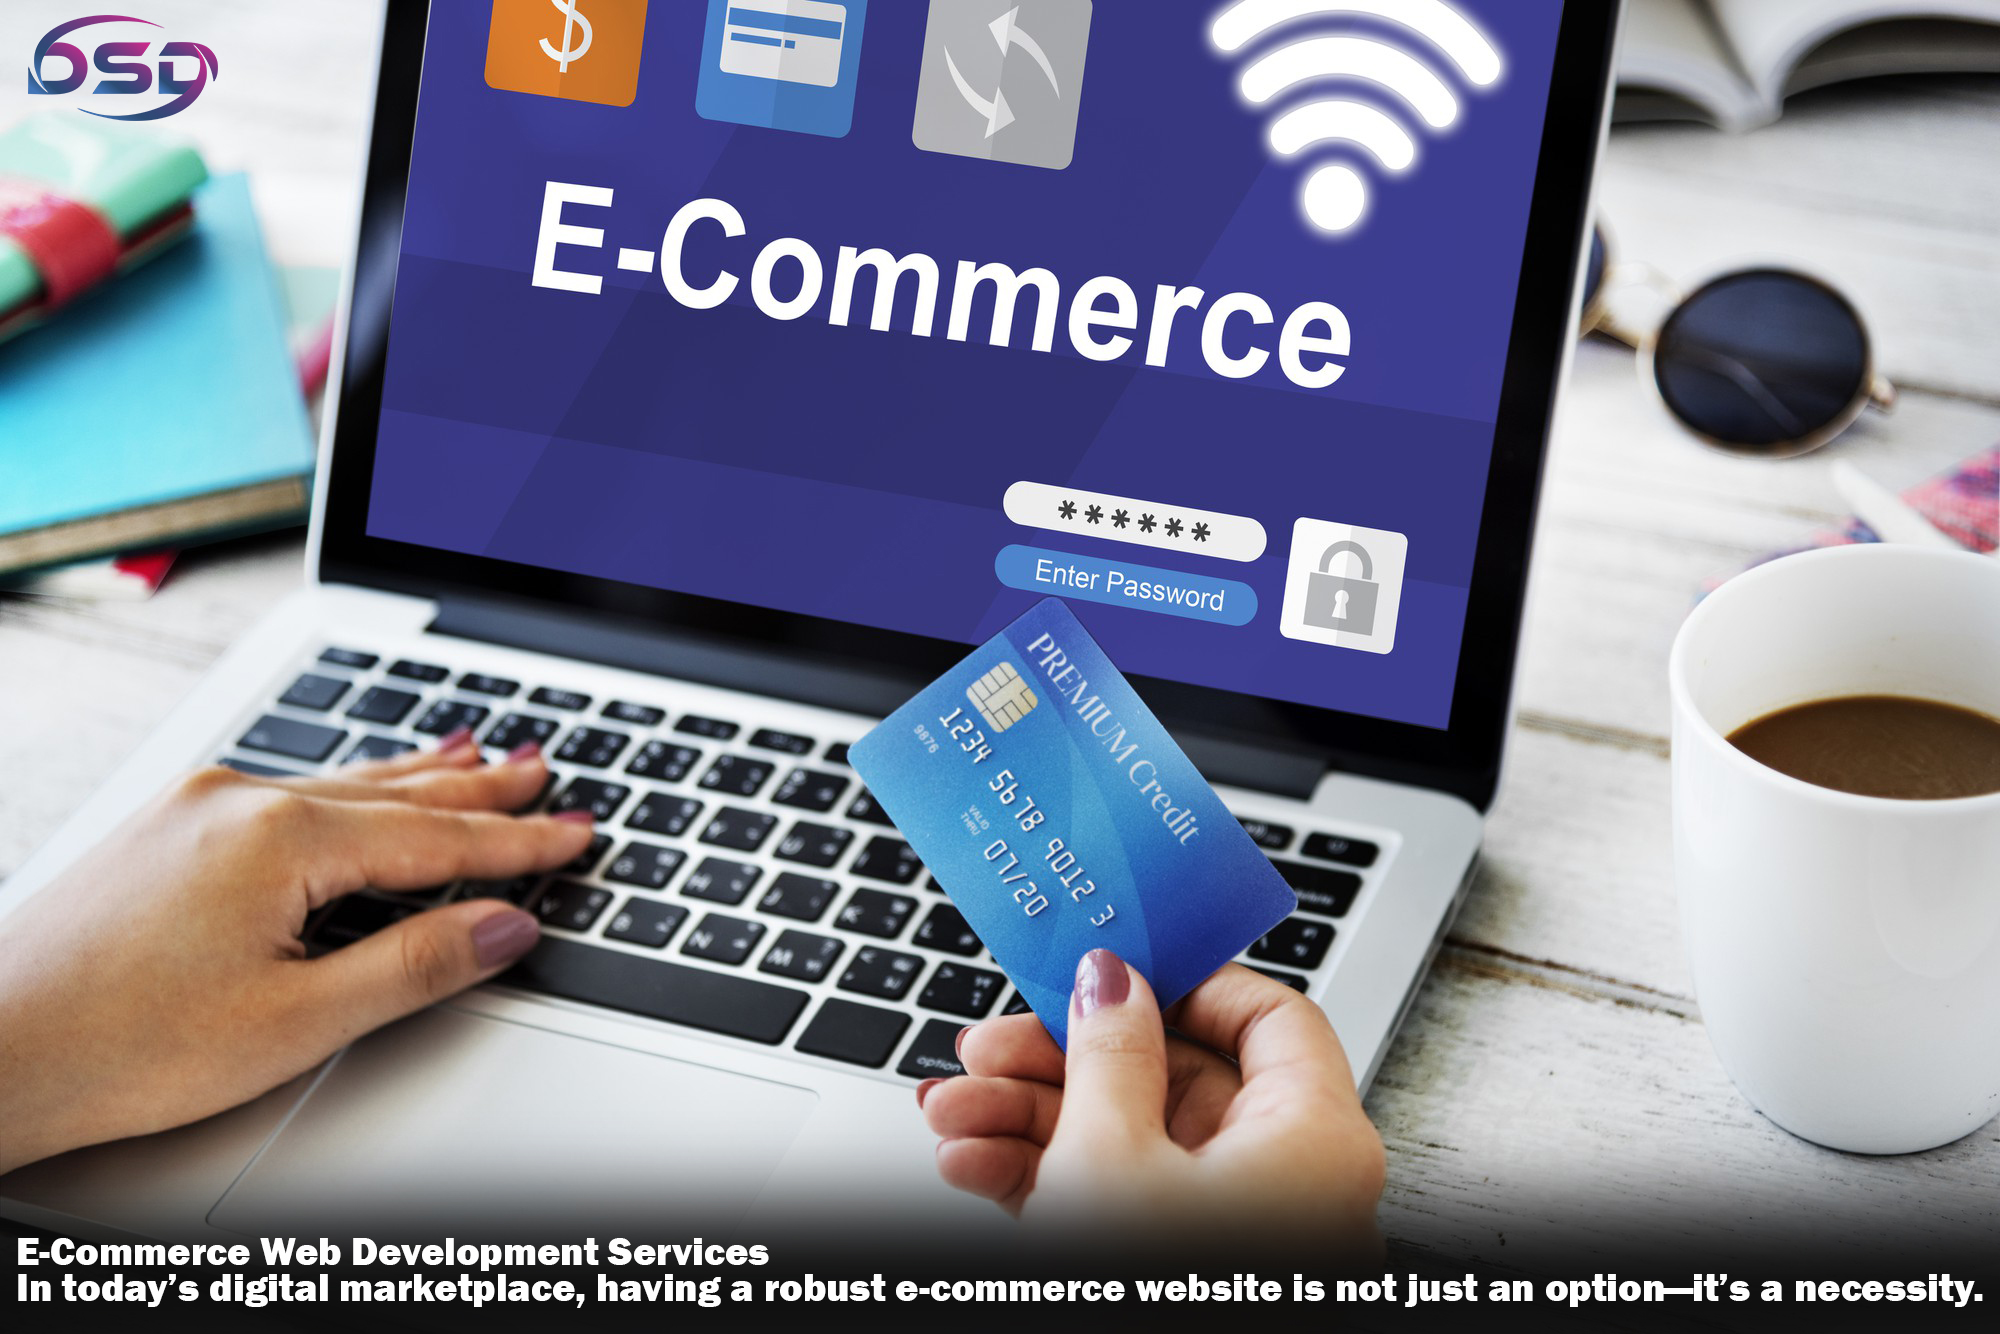 DSD
E-Commerce
******
Enter Password
PREMIUM Credit
1234 5678 9012 3
9876
VALID THRU
07/20
option
E-Commerce Web Development Services
In today's digital marketplace, having a robust e-commerce website is not just an option—it's a necessity.